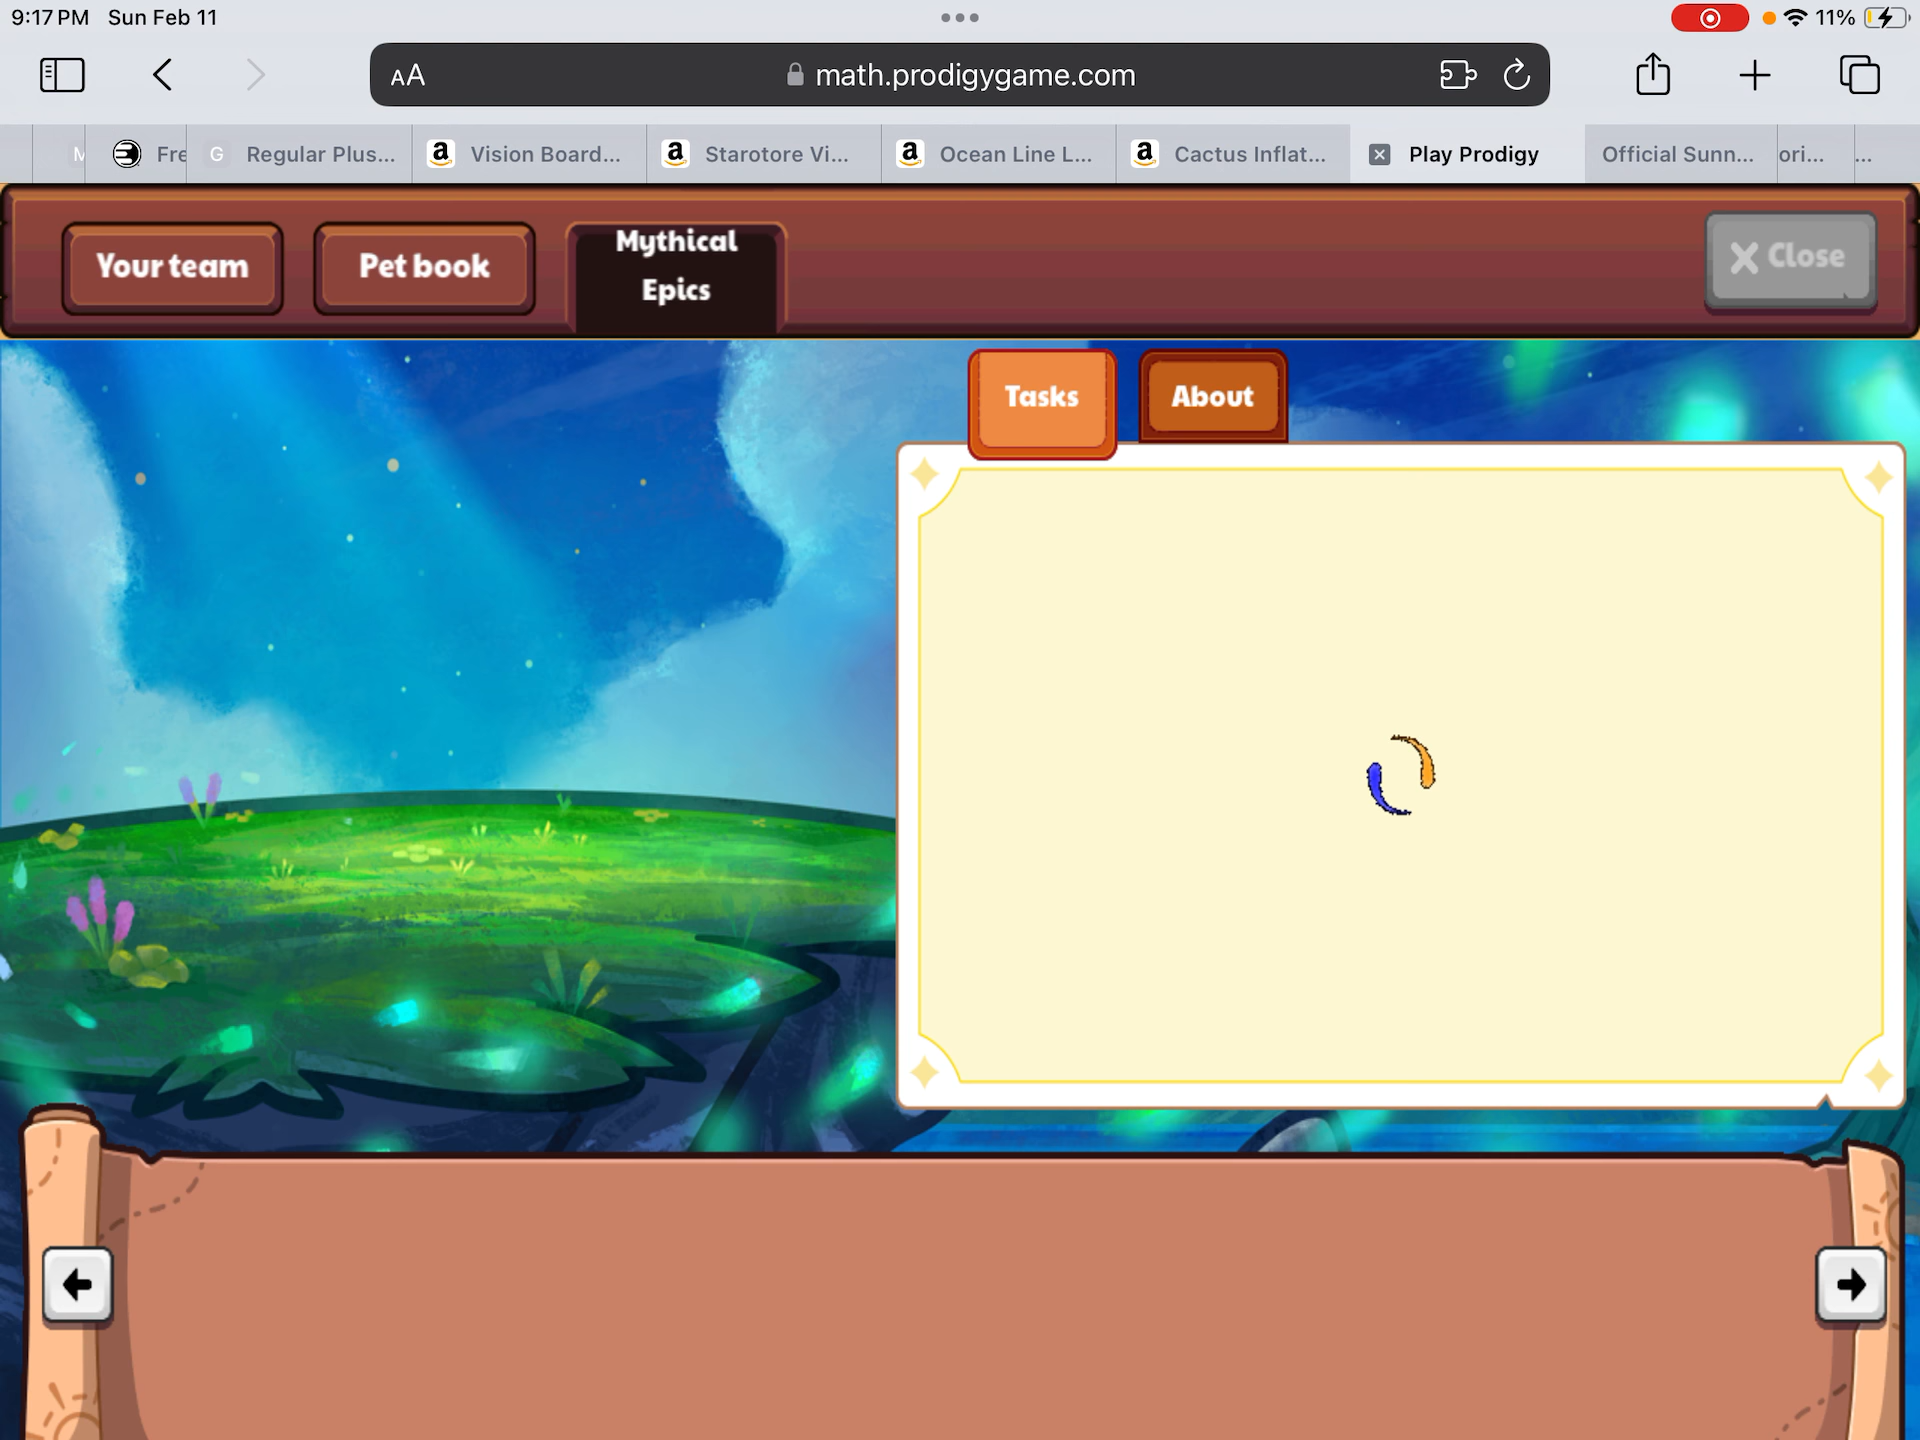 9:17 PM Sun Feb 11
11%
AA
math.prodigygame.com
Fre
G
Regular Plus...
a
Vision Board...
a
Starotore Vi...
a
Ocean Line L...
a
Cactus Inflat...
Play Prodigy
Official Sunn...
ori...
...
Your team
Pet book
Mythical
Epics
Close
Tasks
About